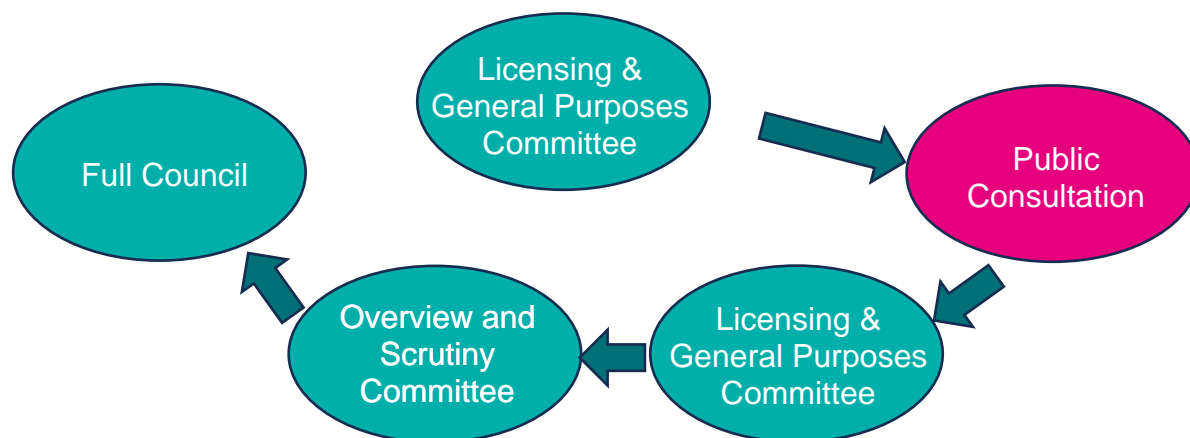 Licensing &
General Purposes
Committee
Full Council
Public
Consultation
Overview and
Scrutiny
Committee
Licensing &
General Purposes
Committee